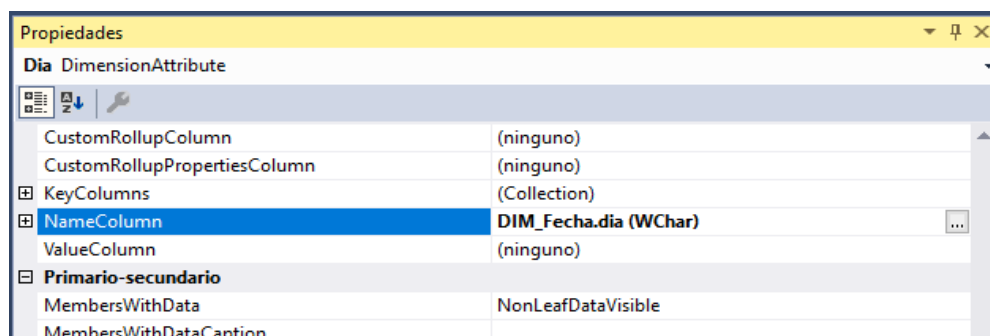 Propiedades
Dia DimensionAttribute
CustomRollupColumn (ninguno)
CustomRollupPropertiesColumn (ninguno)
KeyColumns (Collection)
NameColumn DIM_Fecha.dia (WChar) ...
ValueColumn (ninguno)
Primario-secundario
MembersWithData NonLeafDataVisible
MembersWithDataCaption